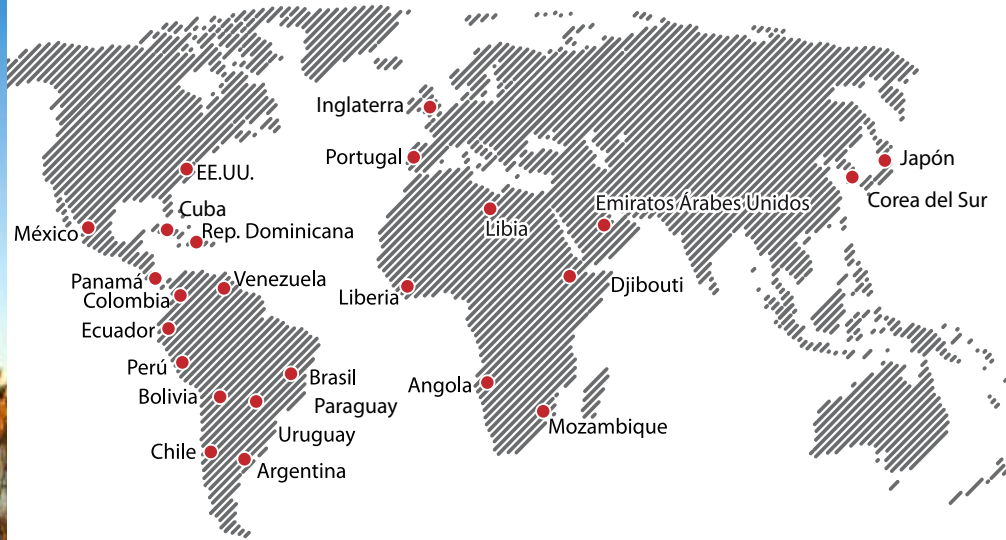 Inglaterra
Portugal
Japón
EE.UU.
Corea del Sur
Emiratos Árabes Unidos
Cuba
Rep. Dominicana
México
Libia
Panamá
Venezuela
Djibouti
Colombia
Liberia
Ecuador
Perú
Brasil
Angola
Bolivia
Paraguay
Mozambique
Uruguay
Chile
Argentina